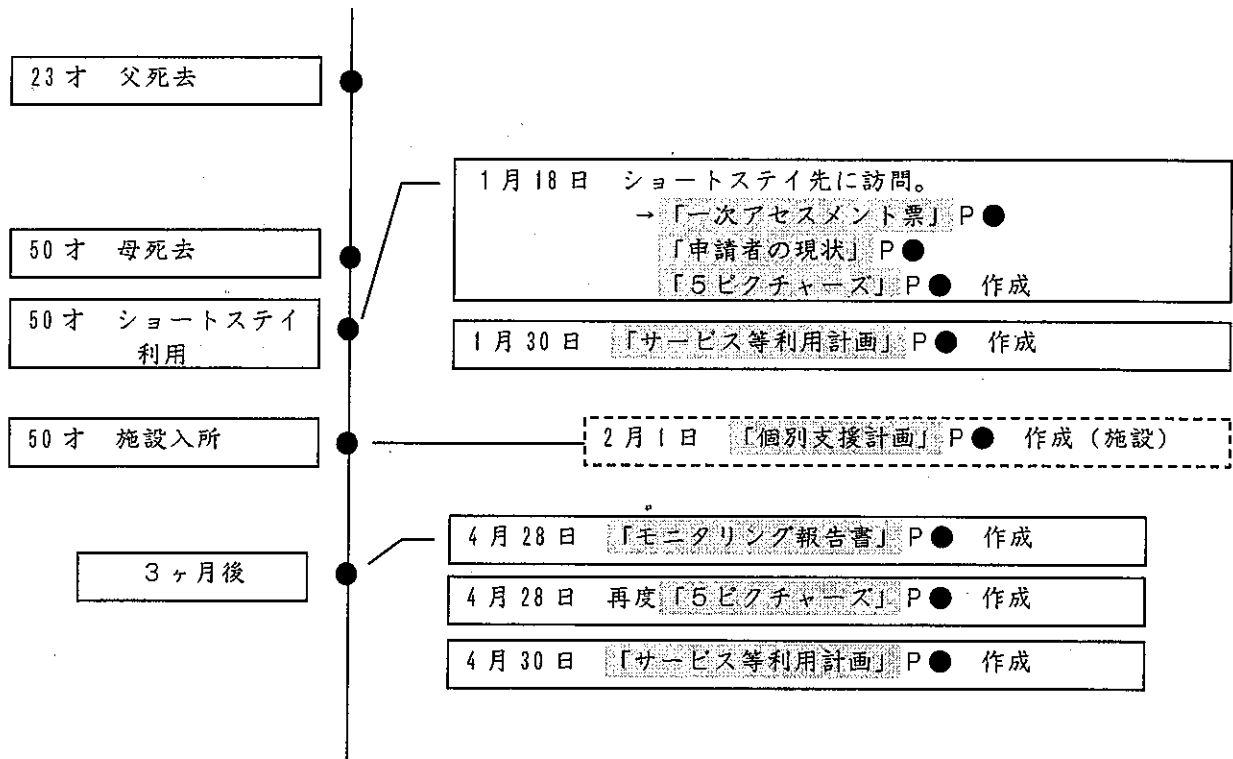 23才 父死去
1月18日 ショートステイ先に訪問。
→「一次アセスメント票」P●
「申請者の現状」P●
「5ピクチャーズ」P● 作成
50才 母死去
50才 ショートステイ
利用
1月30日 「サービス等利用計画」P● 作成
50才 施設入所
2月1日 「個別支援計画」P● 作成(施設)
3ヶ月後
4月28日 「モニタリング報告書」P● 作成
4月28日 再度「5ピクチャーズ」P● 作成
4月30日 「サービス等利用計画」P● 作成